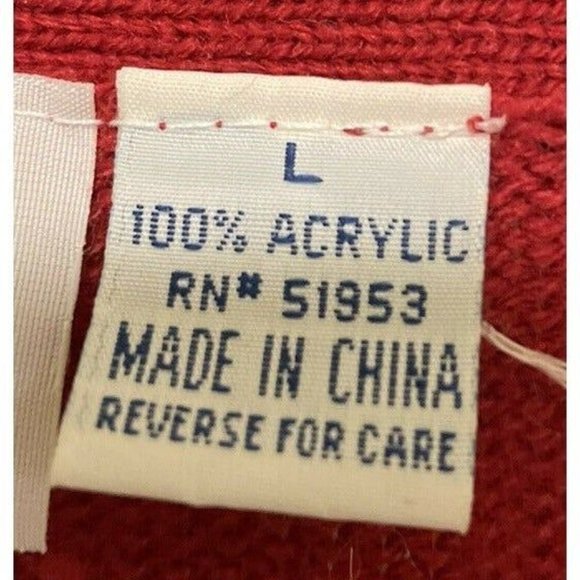 L
100% ACRYLIC
RN# 51953
MADE IN CHINA
REVERSE FOR CARE